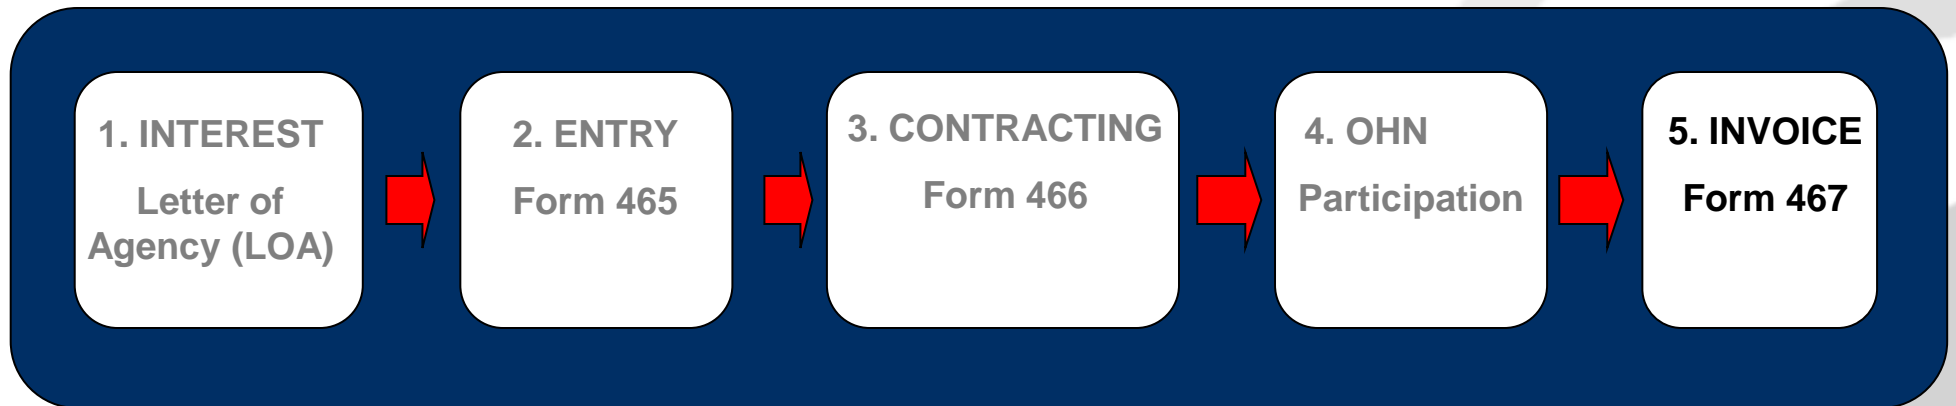 1. INTEREST
Letter of
Agency (LOA)
2. ENTRY
Form 465
3. CONTRACTING
Form 466
4. OHN
Participation
5. INVOICE
Form 467